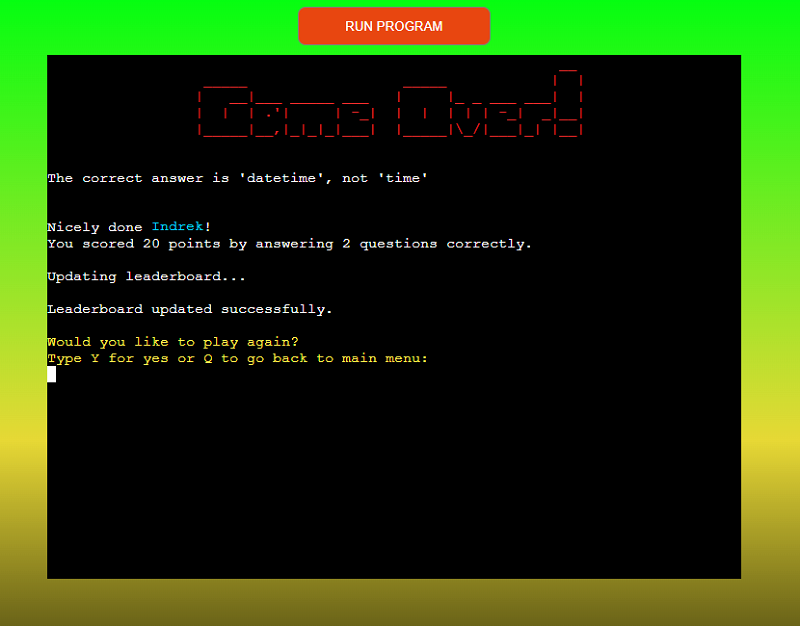 RUN PROGRAM
Game Over!
The correct answer is 'datetime', not 'time'
Nicely done Indrek!
You scored 20 points by answering 2 questions correctly.
Updating leaderboard...
Leaderboard updated successfully.
Would you like to play again?
Type Y for yes or Q to go back to main menu: